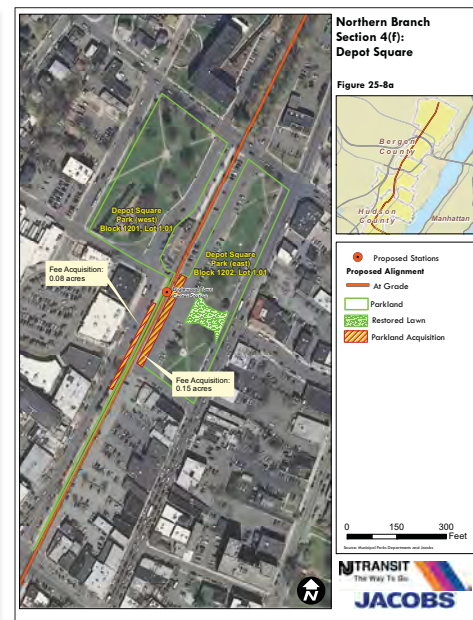 Northern Branch
Section 4(f):
Depot Square
Figure 25-8a
Bergen
County
Hudson
County
Manhattan
Depot Square
Park (west)
Block 1201, Lot 1.01
Depot Square
Park (east)
Block 1202, Lot 1.01
Fee Acquisition:
0.08 acres
Fee Acquisition:
0.15 acres
Proposed Stations
Proposed Alignment
At Grade
Parkland
Restored Lawn
Parkland Acquisition
0 150 300
Feet
Source: Municipal Parks Department and Jacobs
N
NJ TRANSIT
The Way To Go
JACOBS